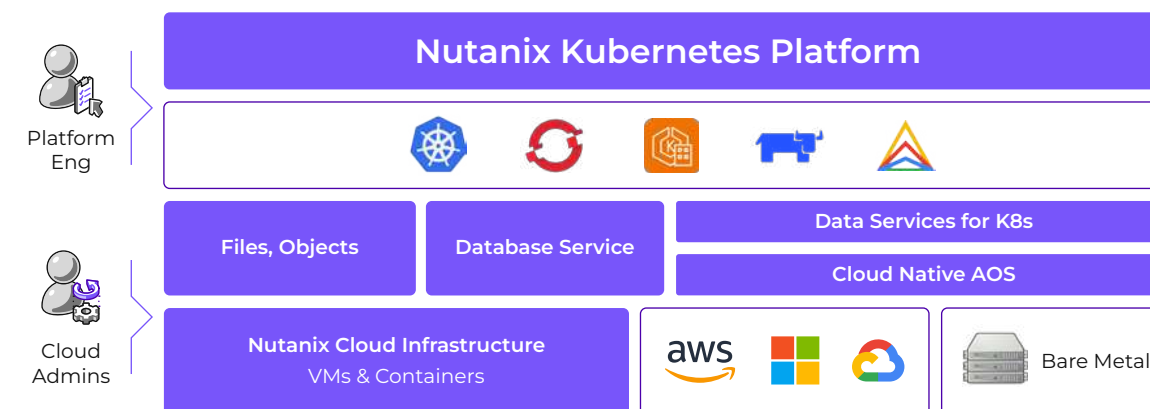 Nutanix Kubernetes Platform
Platform
Eng
Files, Objects
Database Service
Data Services for K8s
Cloud Native AOS
Cloud
Admins
Nutanix Cloud Infrastructure
VMs & Containers
aws
Bare Metal